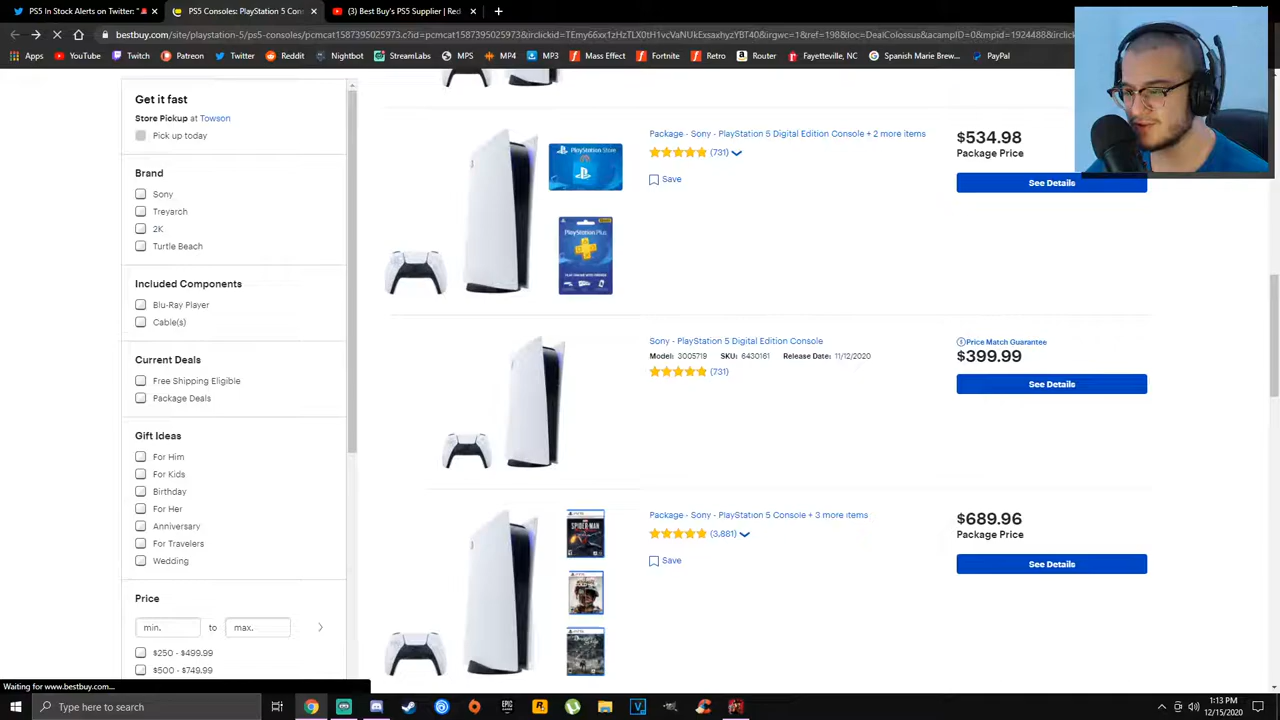 PS5 In Stock Alerts on Twitter: "
PS5 Consoles: PlayStation 5 Con
(3) Best Buy's PS5 Supplier | Red
bestbuy.com/site/playstation-5/ps5-consoles/pcmcat1587395025973.c?id=pcmcat1587395025973&irclickid=TEmy66xx1zHzTLX0tH1vcVaNUkExsaxhyzYBT40&irgwc=1&ref=198&loc=DealColossus&acampID=0&mpid=1924488&irclick
Apps
YouTube
Twitch
Patreon
Twitter
Reddit
Nightbot
StreamLabs
MPS
MP4
MP3
Mass Effect
Fortnite
Retro
Router
Fayetteville, NC
Spanish Marie Brew...
PayPal
Get it fast
Store Pickup at Towson
Pick up today
Brand
Sony
Treyarch
2K
Turtle Beach
Included Components
Blu-Ray Player
Cable(s)
Current Deals
Free Shipping Eligible
Package Deals
Gift Ideas
For Him
For Kids
Birthday
For Her
Anniversary
For Travelers
Wedding
Price
min. to max.
$250 - $499.99
$500 - $749.99
PlayStation Store
PlayStation Plus
Package - Sony - PlayStation 5 Digital Edition Console + 2 more items
(731)
Save
$534.98
Package Price
See Details
Sony - PlayStation 5 Digital Edition Console
Model: 3005719 SKU: 6430161 Release Date: 11/12/2020
(731)
Price Match Guarantee
$399.99
See Details
SPIDER-MAN
Package - Sony - PlayStation 5 Console + 3 more items
(3,881)
Save
$689.96
Package Price
See Details
Waiting for www.bestbuy.com...
Type here to search
EPIC
1:13 PM
12/15/2020